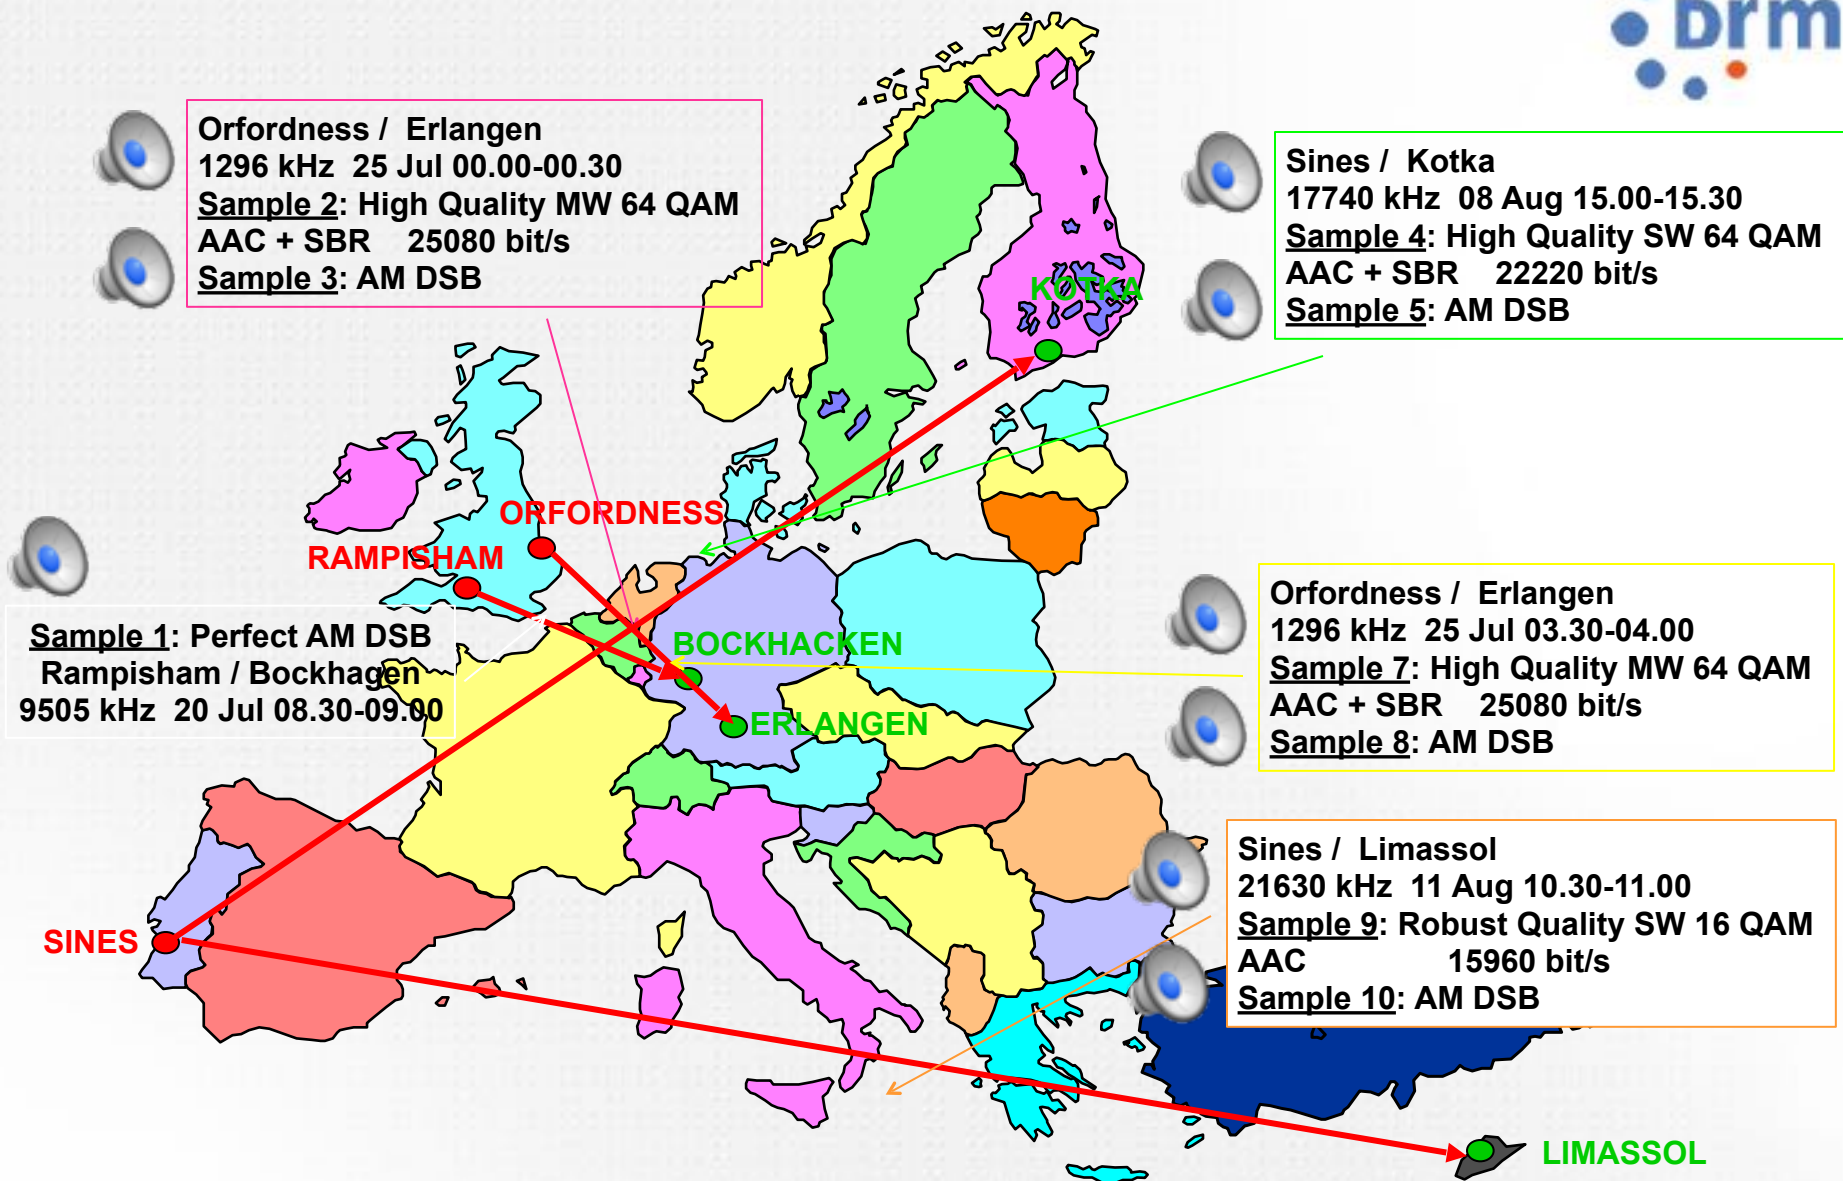 Drm
Orfordness / Erlangen
1296 kHz 25 Jul 00.00-00.30
Sample 2: High Quality MW 64 QAM
AAC + SBR 25080 bit/s
Sample 3: AM DSB
Sines / Kotka
17740 kHz 08 Aug 15.00-15.30
Sample 4: High Quality SW 64 QAM
AAC + SBR 22220 bit/s
Sample 5: AM DSB
KOTKA
ORFORDNESS
RAMPISHAM
Sample 1: Perfect AM DSB
Rampisham / Bockhagen
9505 kHz 20 Jul 08.30-09.00
BOCKHACKEN
ERLANGEN
Orfordness / Erlangen
1296 kHz 25 Jul 03.30-04.00
Sample 7: High Quality MW 64 QAM
AAC + SBR 25080 bit/s
Sample 8: AM DSB
Sines / Limassol
21630 kHz 11 Aug 10.30-11.00
Sample 9: Robust Quality SW 16 QAM
AAC 15960 bit/s
Sample 10: AM DSB
SINES
LIMASSOL